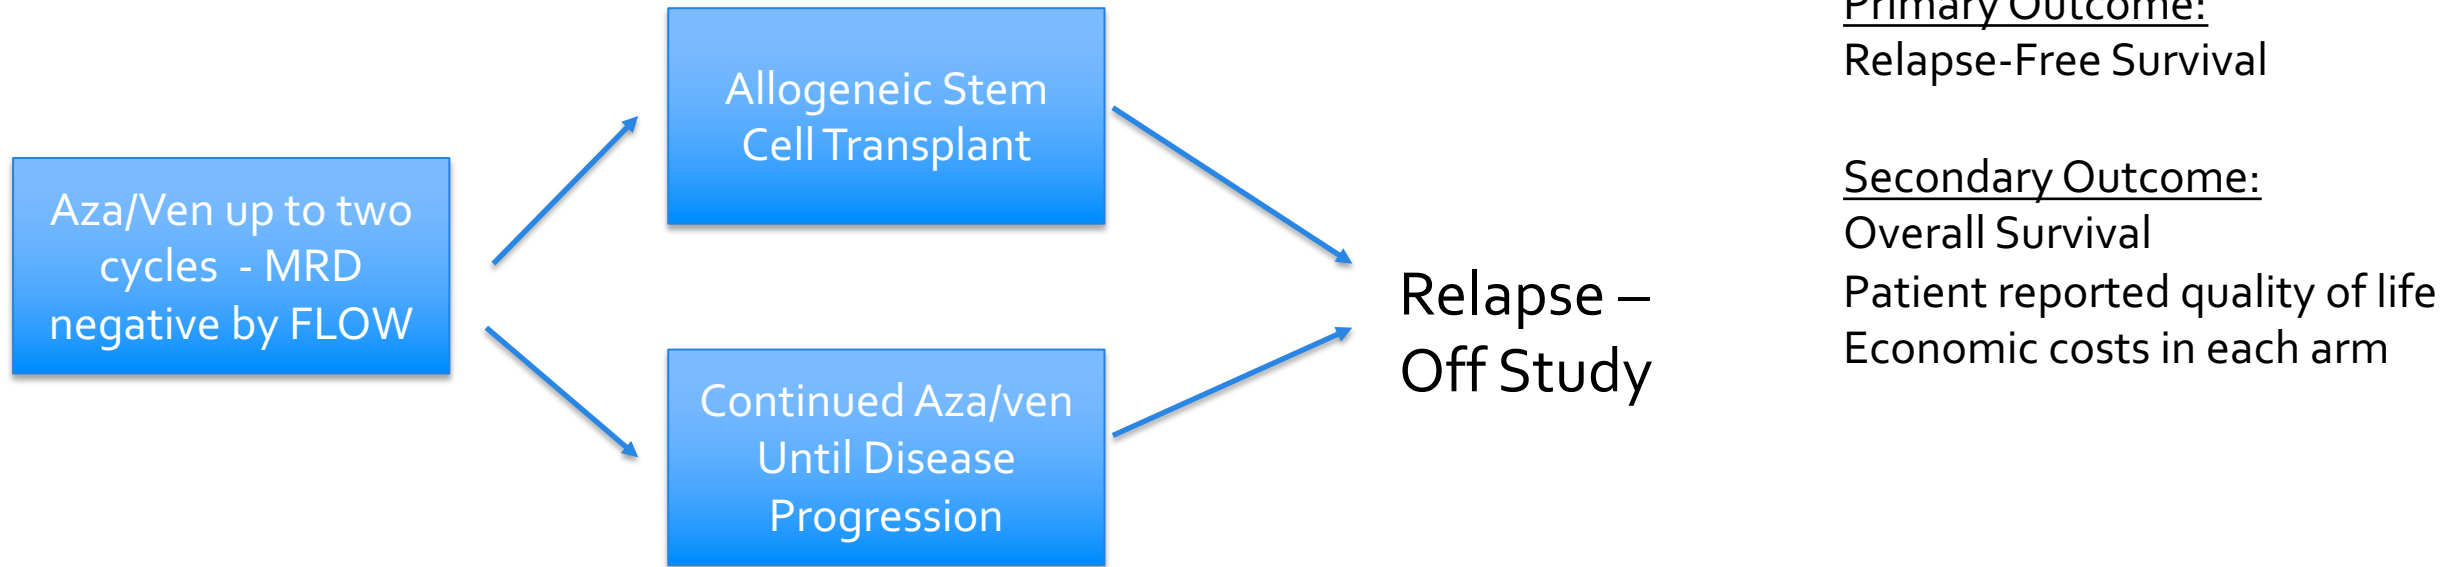 Aza/Ven up to two
cycles - MRD
negative by FLOW
Allogeneic Stem
Cell Transplant
Continued Aza/ven
Until Disease
Progression
Relapse –
Off Study
Primary Outcome:
Relapse-Free Survival
Secondary Outcome:
Overall Survival
Patient reported quality of life
Economic costs in each arm